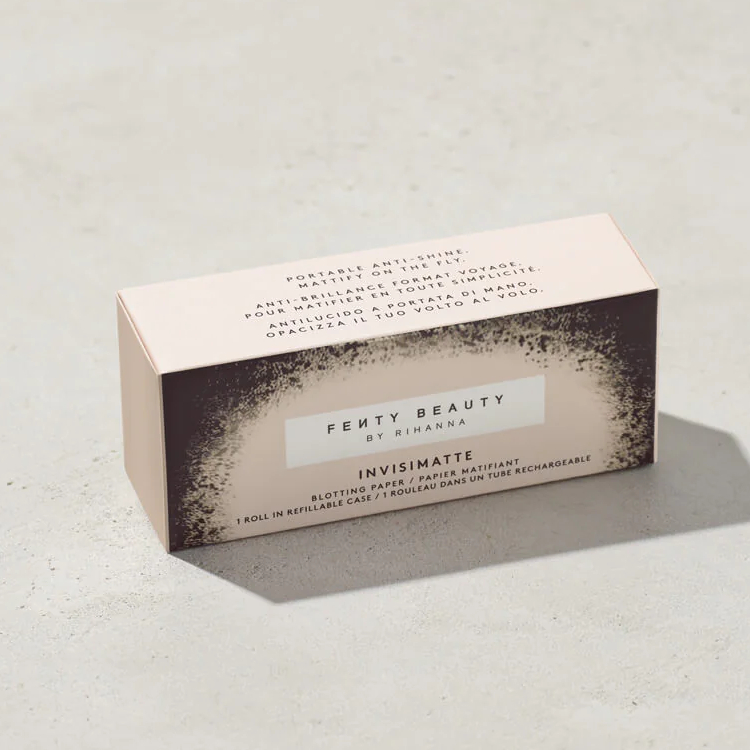 PORTABLE ANTI-SHINE.
MATTIFY ON THE FLY.
ANTI-BRILLANCE FORMAT VOYAGE.
POUR MATIFIER EN TOUTE SIMPLICITÉ.
ANTILUCIDO A PORTATA DI MANO.
OPACIZZA IL TUO VOLTO AL VOLO.
FEИTY BEAUTY
BY RIHANNA
INVISIMATTE
BLOTTING PAPER / PAPIER MATIFIANT
1 ROLL IN REFILLABLE CASE / 1 ROULEAU DANS UN TUBE RECHARGEABLE